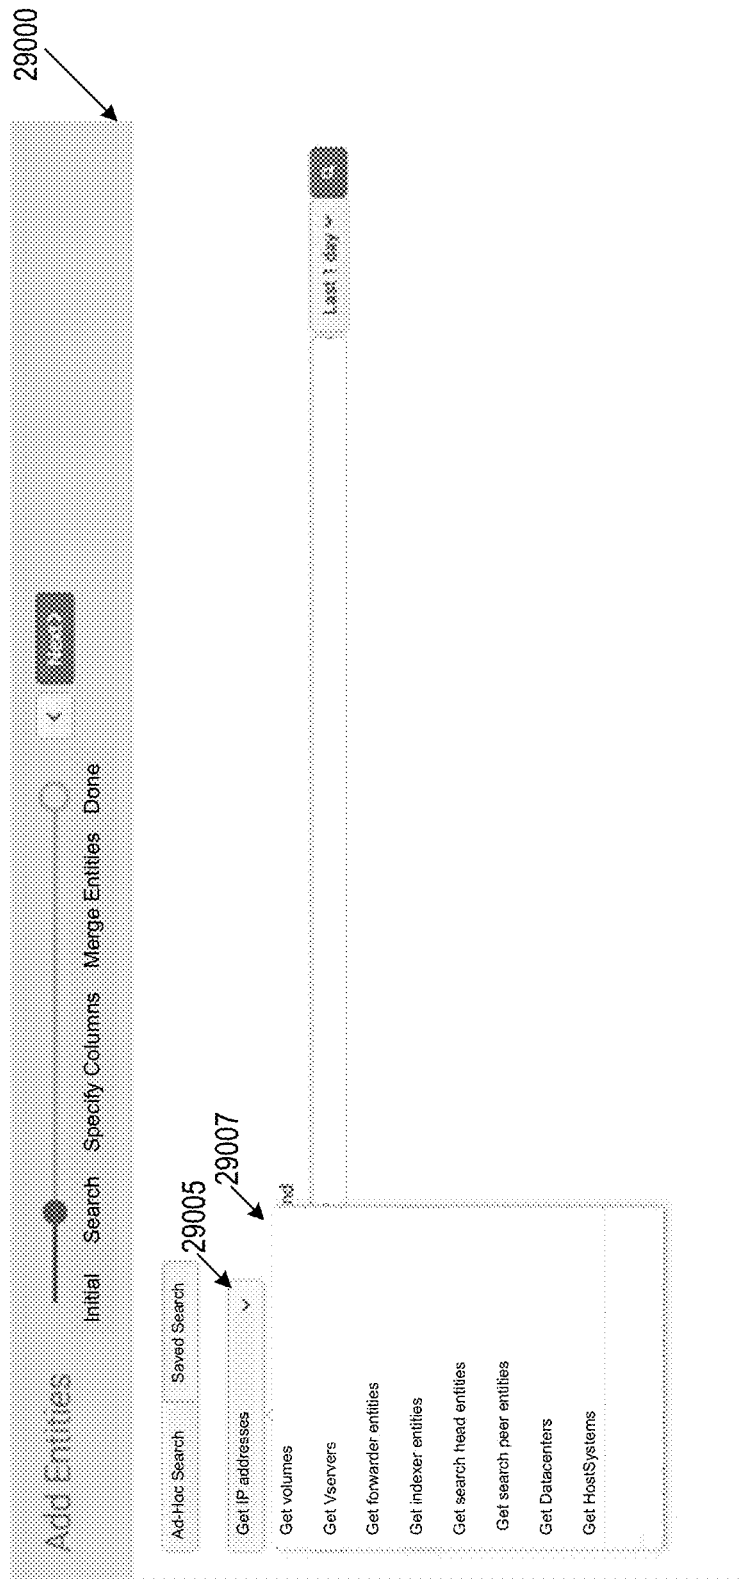 29000
Add Entities
Initial Search Specify Columns Merge Entities Done
Next >
Ad-Hoc Search Saved Search
29005
Get IP addresses
29007
nd:
Last 1 day
Get volumes
Get Vservers
Get forwarder entities
Get indexer entities
Get search head entities
Get search peer entities
Get Datacenters
Get HostSystems